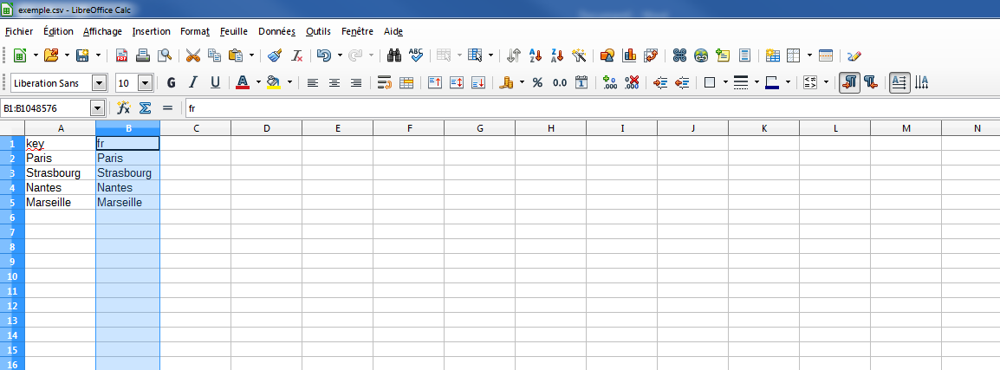 exemple.csv - LibreOffice Calc
Fichier Édition Affichage Insertion Format Feuille Données Outils Fenêtre Aide
Liberation Sans 10 G I U A % 0.0
B1:B1048576 fr
A B C D E F G H I J K L M N
1 key fr
2 Paris Paris
3 Strasbourg Strasbourg
4 Nantes Nantes
5 Marseille Marseille
6
7
8
9
10
11
12
13
14
15
16